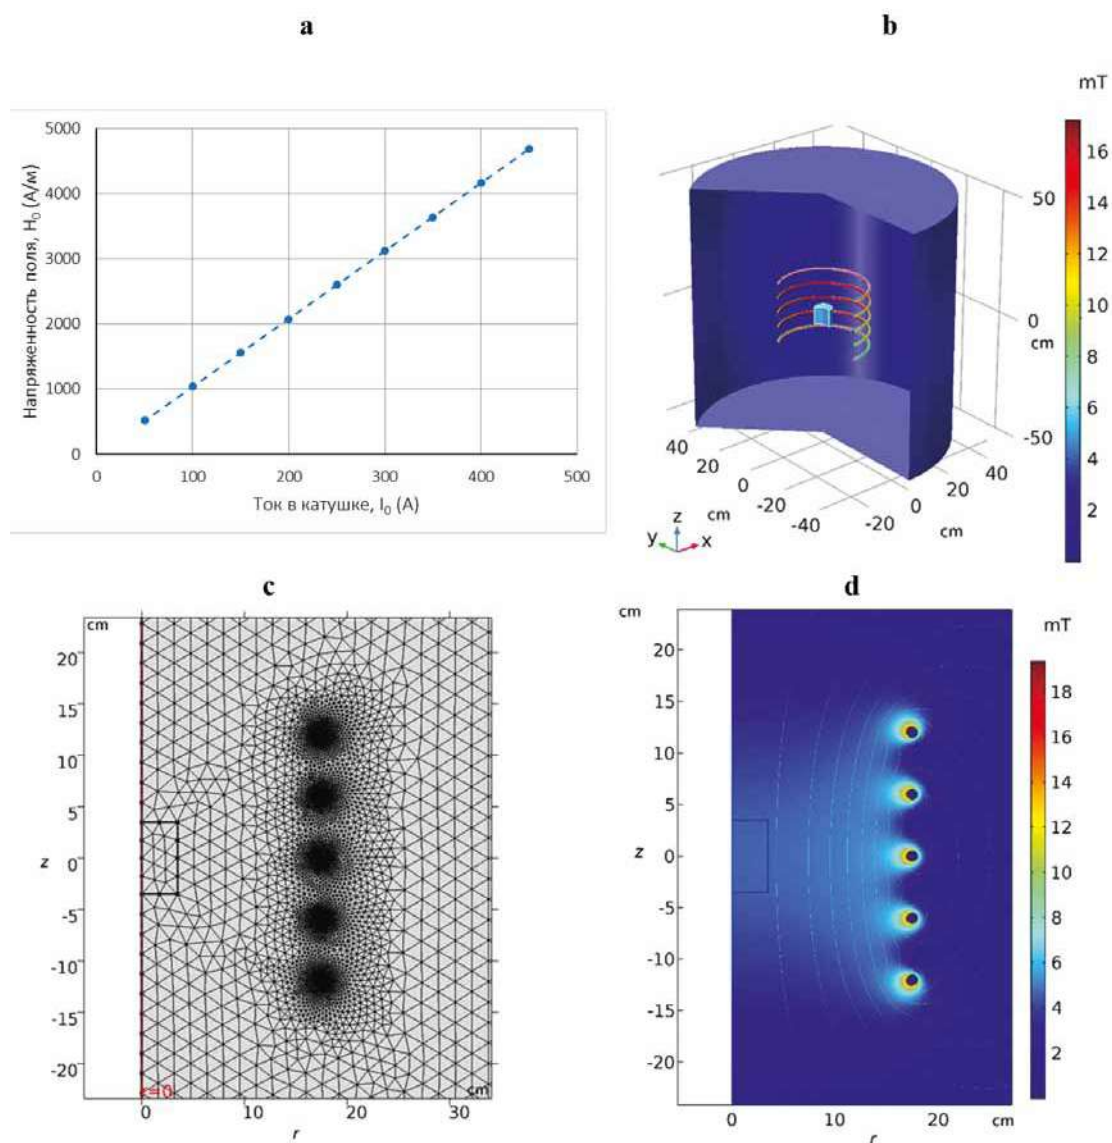 a
b
5000
4000
3000
2000
1000
0
Напряженность поля, H₀ (А/м)
0 100 200 300 400 500
Ток в катушке, I₀ (А)
mT
16
14
12
10
8
6
4
2
50
0
cm
-50
40
20
0
-20
-40
cm
40
20
0
-20
cm
z
y
x
c
d
cm
20
15
10
5
z 0
-5
-10
-15
-20
r=0
cm
0 10 20 30
r
cm
20
15
10
5
z 0
-5
-10
-15
-20
0 10 20 cm
r
mT
18
16
14
12
10
8
6
4
2